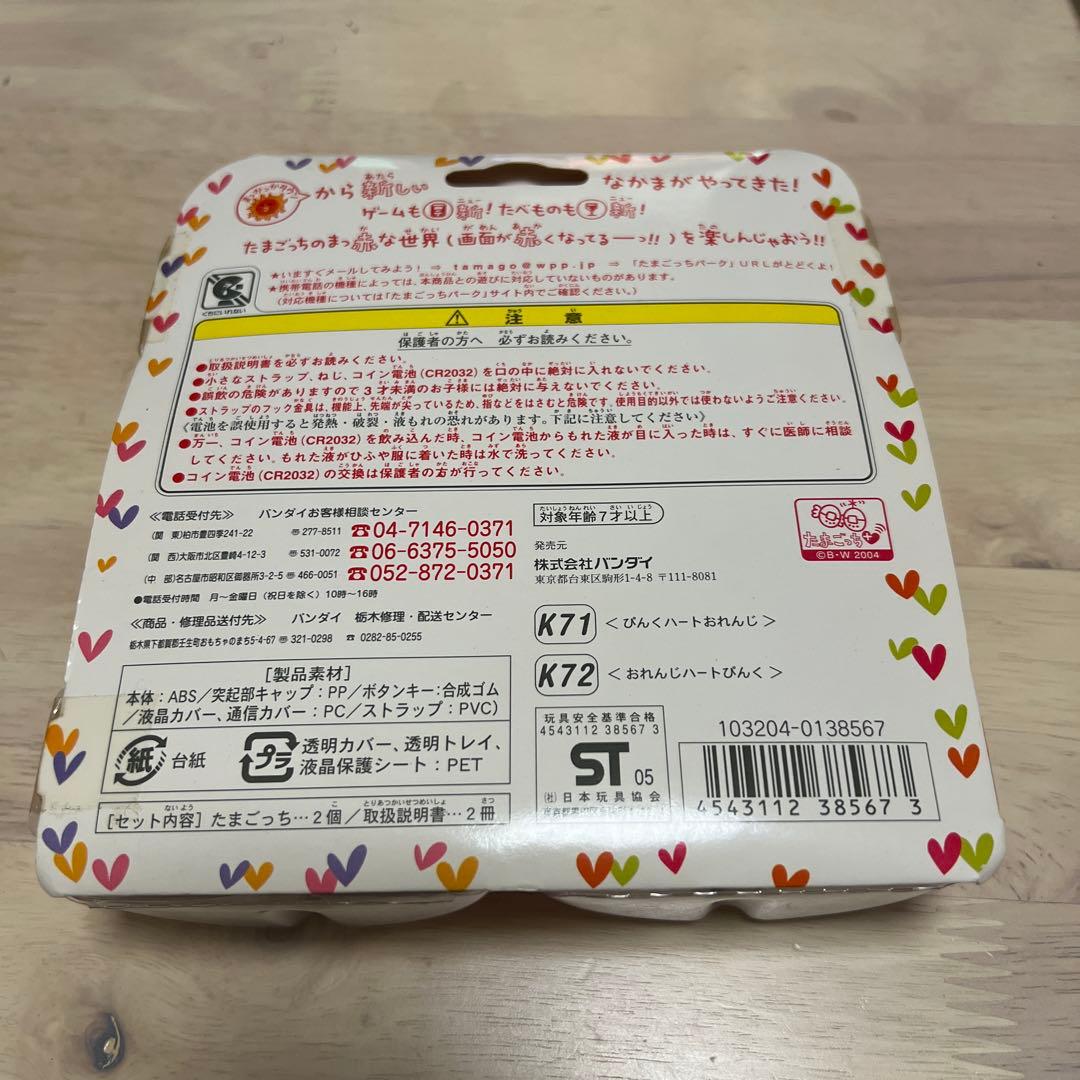 から 新しい なかまが やってきた!
ゲームも 新! たべものも 新!
たまごっちのまっ赤な世界(画面が赤くなってるーっ!!)を楽しんじゃおう!!
★いますぐメールしてみよう! ⇒ tamago@wpp.jp ⇒ 「たまごっちパーク」URLがとどくよ!
★携帯電話の機種によっては、本商品との遊びに対応していないものがあります。
(対応機種については「たまごっちパーク」サイト内でご確認ください。)
くちにいれない
⚠ 注意
保護者の方へ 必ずお読みください。
●取扱説明書を必ずお読みください。
●小さなストラップ、ねじ、コイン電池(CR2032)を口の中に絶対に入れないでください。
●誤飲の危険がありますので3才未満のお子様には絶対に与えないでください。
●ストラップのフック金具は、機能上、先端が尖っているため、指などをはさむと危険です。使用目的以外では使わないようご注意ください。
《電池を誤使用すると発熱・破裂・液もれの恐れがあります。下記に注意してください》
●万一、コイン電池(CR2032)を飲み込んだ時、コイン電池からもれた液が目に入った時は、すぐに医師に相談
してください。もれた液がひふや服に着いた時は水で洗ってください。
●コイン電池(CR2032)の交換は保護者の方が行ってください。
≪電話受付先≫ バンダイお客様相談センター
(関 東)柏市豊四季241-22 〒277-8511 ☎04-7146-0371
(関 西)大阪市北区豊崎4-12-3 〒531-0072 ☎06-6375-5050
(中 部)名古屋市昭和区御器所3-2-5 〒466-0051 ☎052-872-0371
●電話受付時間 月〜金曜日(祝日を除く)10時〜16時
≪商品・修理品送付先≫ バンダイ 栃木修理・配送センター
栃木県下都賀郡壬生町おもちゃのまち5-4-67 〒321-0298 ☎ 0282-85-0255
[製品素材]
本体:ABS/突起部キャップ:PP/ボタンキー:合成ゴム
/液晶カバー、通信カバー:PC/ストラップ:PVC)
紙 台紙
プラ 透明カバー、透明トレイ、
液晶保護シート:PET
[セット内容]たまごっち…2個/取扱説明書…2冊
対象年齢7才以上
発売元
株式会社バンダイ
東京都台東区駒形1-4-8 〒111-8081
たまごっち
©B・W 2004
K71 <ぴんくハートおれんじ>
K72 <おれんじハートぴんく>
玩具安全基準合格
4543112 38567 3
ST 05
(社)日本玩具協会
103204-0138567
4543112 38567 3